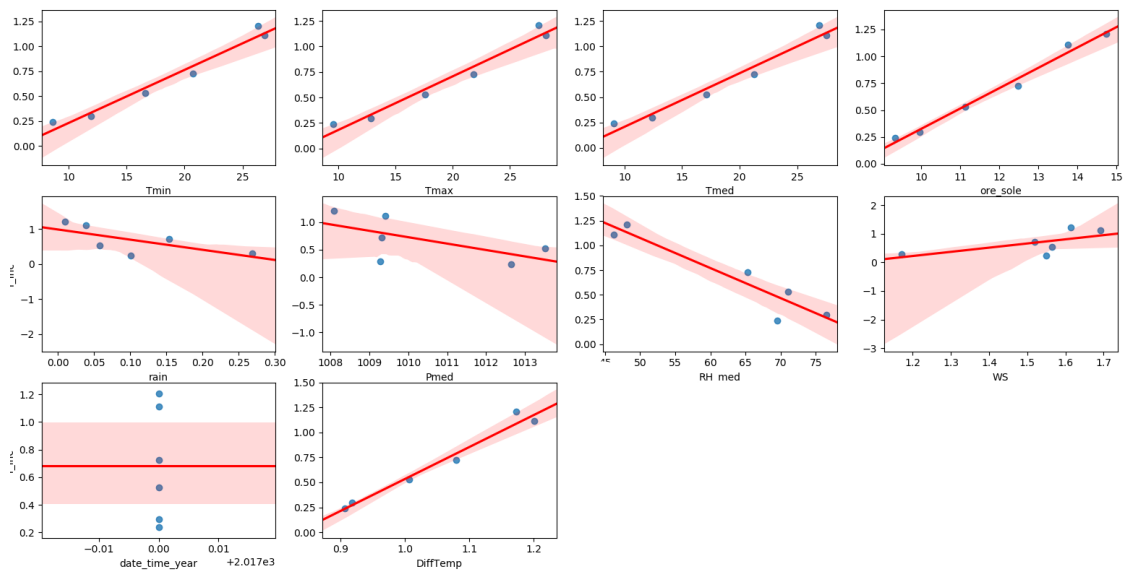 1.25 1.00 0.75 0.50 0.25 0.00
10 15 20 25
Tmin
1.25 1.00 0.75 0.50 0.25 0.00
10 15 20 25
Tmax
1.25 1.00 0.75 0.50 0.25 0.00
10 15 20 25
Tmed
1.25 1.00 0.75 0.50 0.25 0.00
10 11 12 13 14 15
ore_sole
1 0 −1 −2
0.00 0.05 0.10 0.15 0.20 0.25 0.30
rain
1.0 0.5 0.0 −0.5 −1.0
1008 1009 1010 1011 1012 1013
Pmed
1.50 1.25 1.00 0.75 0.50 0.25 0.00
45 50 55 60 65 70 75
RH_med
2 1 0 −1 −2 −3
1.2 1.3 1.4 1.5 1.6 1.7
WS
1.2 1.0 0.8 0.6 0.4 0.2
−0.01 0.00 0.01
+2.017e3
date_time_year
1.50 1.25 1.00 0.75 0.50 0.25 0.00
0.9 1.0 1.1 1.2
DiffTemp